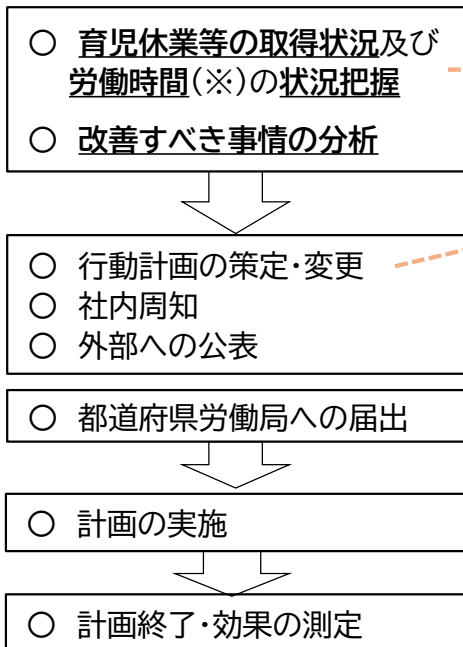 ○ 育児休業等の取得状況及び
労働時間(※)の状況把握
○ 改善すべき事情の分析
○ 行動計画の策定・変更
○ 社内周知
○ 外部への公表
○ 都道府県労働局への届出
○ 計画の実施
○ 計画終了・効果の測定